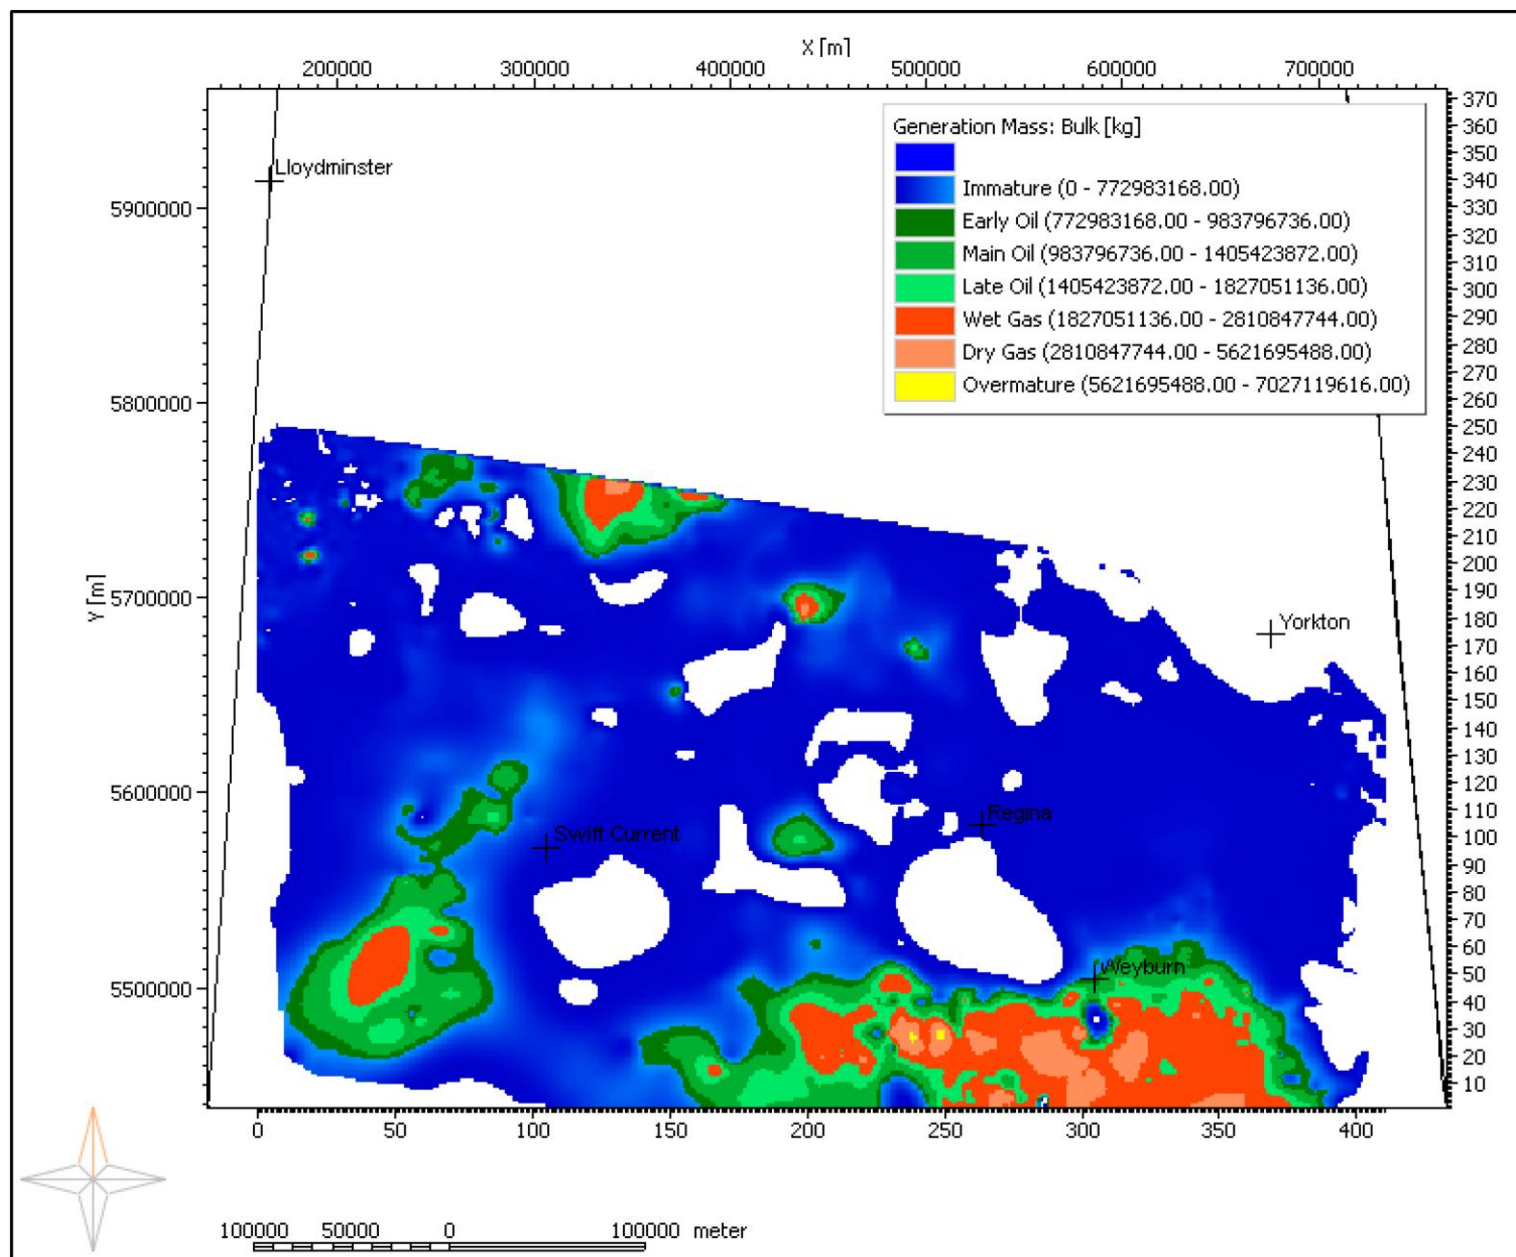 X [m]
200000 300000 400000 500000 600000 700000
Generation Mass: Bulk [kg]
Immature (0 - 772983168.00)
Early Oil (772983168.00 - 983796736.00)
Main Oil (983796736.00 - 1405423872.00)
Late Oil (1405423872.00 - 1827051136.00)
Wet Gas (1827051136.00 - 2810847744.00)
Dry Gas (2810847744.00 - 5621695488.00)
Overmature (5621695488.00 - 7027119616.00)
Lloydminster
Yorkton
Regina
Swift Current
Weyburn
Y [m]
5900000
5800000
5700000
5600000
5500000
370
360
350
340
330
320
310
300
290
280
270
260
250
240
230
220
210
200
190
180
170
160
150
140
130
120
110
100
90
80
70
60
50
40
30
20
10
0 50 100 150 200 250 300 350 400
100000 50000 0 100000 meter